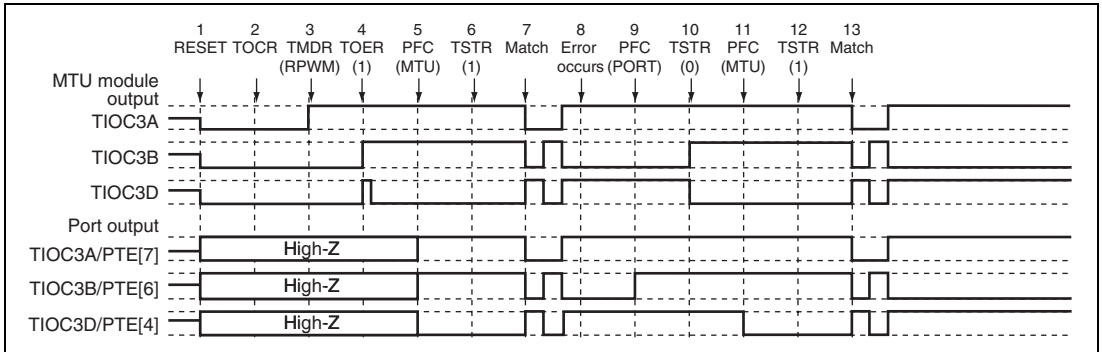 1 2 3 4 5 6 7 8 9 10 11 12 13
RESET TOCR TMDR TOER PFC TSTR Match Error PFC TSTR PFC TSTR Match
(RPWM) (1) (MTU) (1) occurs (PORT) (0) (MTU) (1)
MTU module
output
TIOC3A
TIOC3B
TIOC3D
Port output
TIOC3A/PTE[7] High-Z
TIOC3B/PTE[6] High-Z
TIOC3D/PTE[4] High-Z